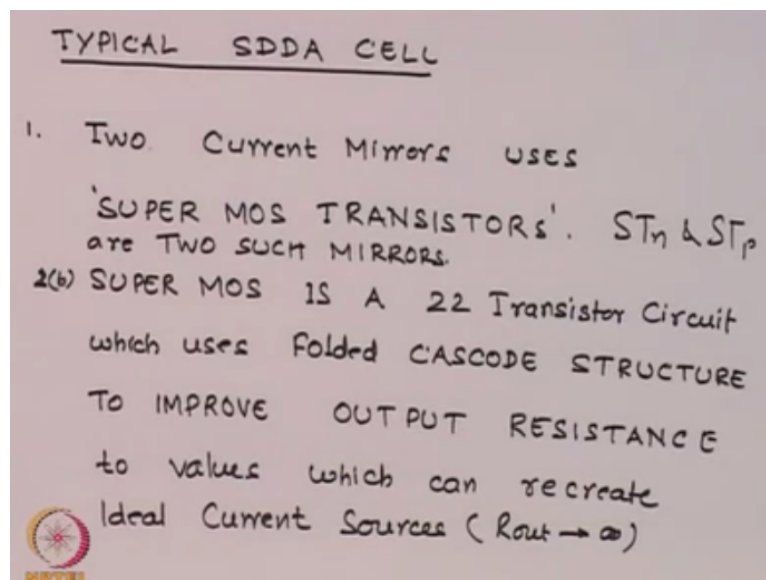 TYPICAL SDDA CELL
1. Two Current Mirrors uses
'SUPER MOS TRANSISTORs'. STn & STp
are TWO SUCH MIRRORS.
2(b) SUPER MOS IS A 22 Transistor Circuit
which uses Folded CASCODE STRUCTURE
TO IMPROVE OUTPUT RESISTANCE
to values which can recreate
Ideal Current Sources (Rout → ∞)
NPTEL